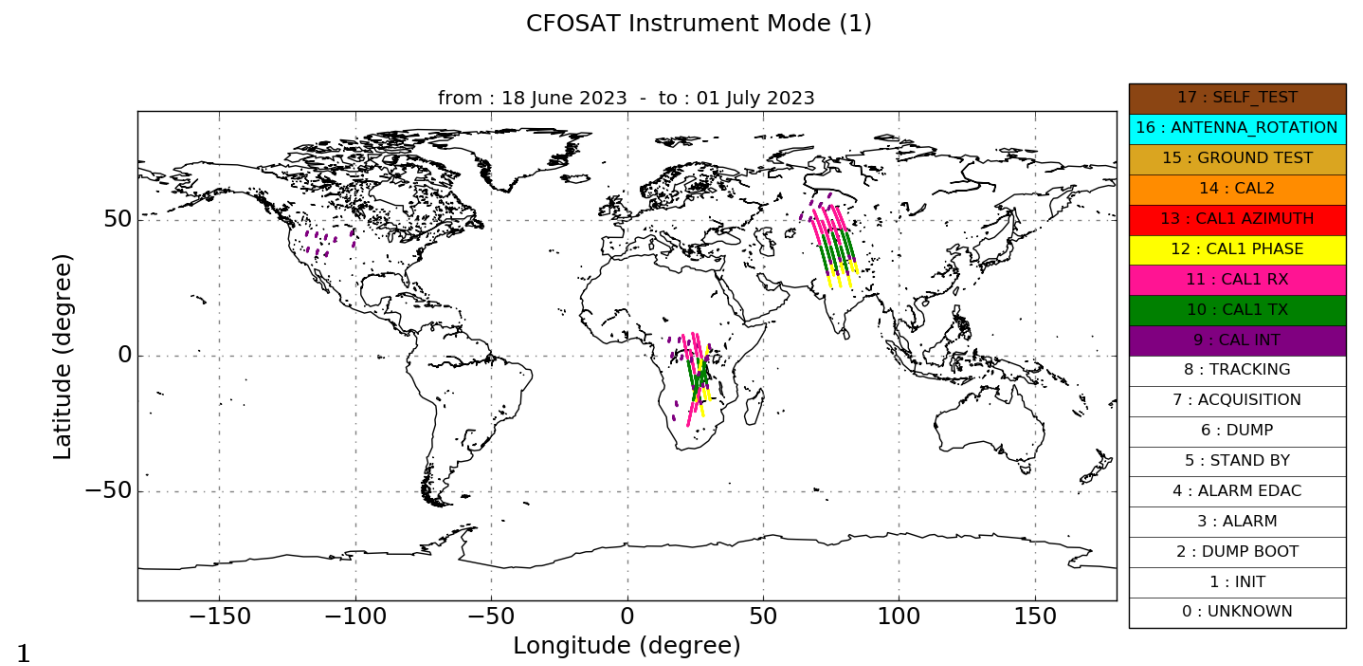 CFOSAT Instrument Mode (1)
from : 18 June 2023 - to : 01 July 2023
17 : SELF_TEST
16 : ANTENNA_ROTATION
15 : GROUND TEST
14 : CAL2
13 : CAL1 AZIMUTH
12 : CAL1 PHASE
11 : CAL1 RX
10 : CAL1 TX
9 : CAL INT
8 : TRACKING
7 : ACQUISITION
6 : DUMP
5 : STAND BY
4 : ALARM EDAC
3 : ALARM
2 : DUMP BOOT
1 : INIT
0 : UNKNOWN
Latitude (degree)
50
0
−50
−150 −100 −50 0 50 100 150
Longitude (degree)
1